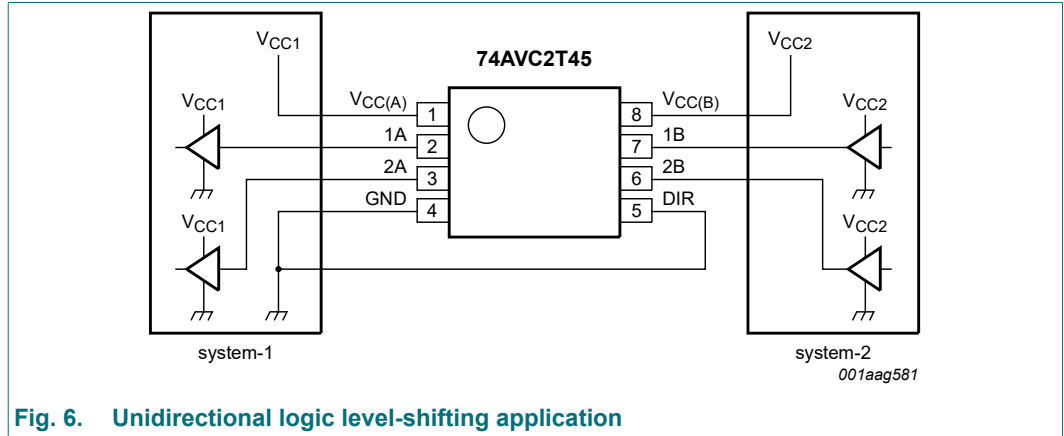 VCC1
VCC2
74AVC2T45
VCC1
VCC(A)
1
8
VCC(B)
VCC2
1A
2
7
1B
2A
3
6
2B
GND
4
5
DIR
VCC1
VCC2
system-1
system-2
001aag581
Fig. 6. Unidirectional logic level-shifting application